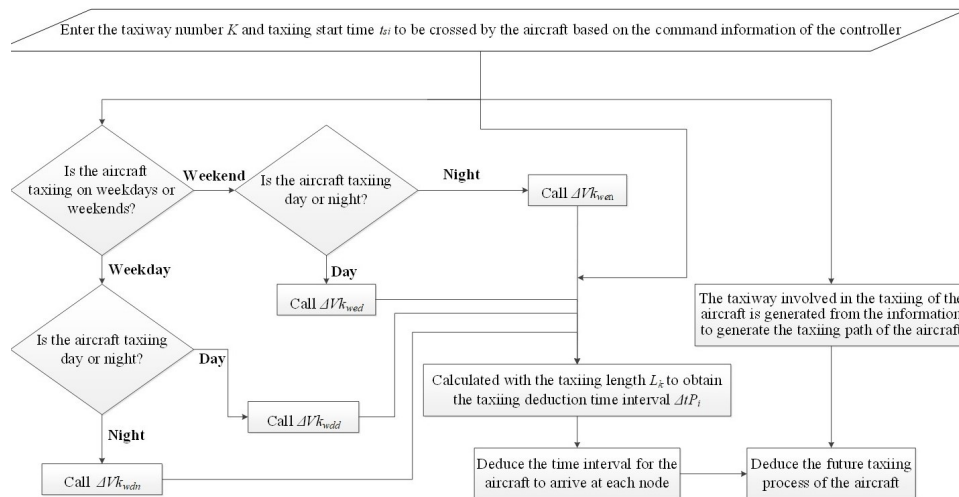 Enter the taxiway number K and taxiing start time tsi to be crossed by the aircraft based on the command information of the controller
Is the aircraft
taxiing on weekdays or
weekends?
Weekend
Is the aircraft taxiing
day or night?
Night
Call ΔVkwen
Weekday
Day
Call ΔVkwed
The taxiway involved in the taxiing of the
aircraft is generated from the information
to generate the taxiing path of the aircraft
Is the aircraft taxiing
day or night?
Day
Calculated with the taxiing length Lik to obtain
the taxiing deduction time interval ΔtPi
Call ΔVkwdd
Night
Call ΔVkwdn
Deduce the time interval for the
aircraft to arrive at each node
Deduce the future taxiing
process of the aircraft